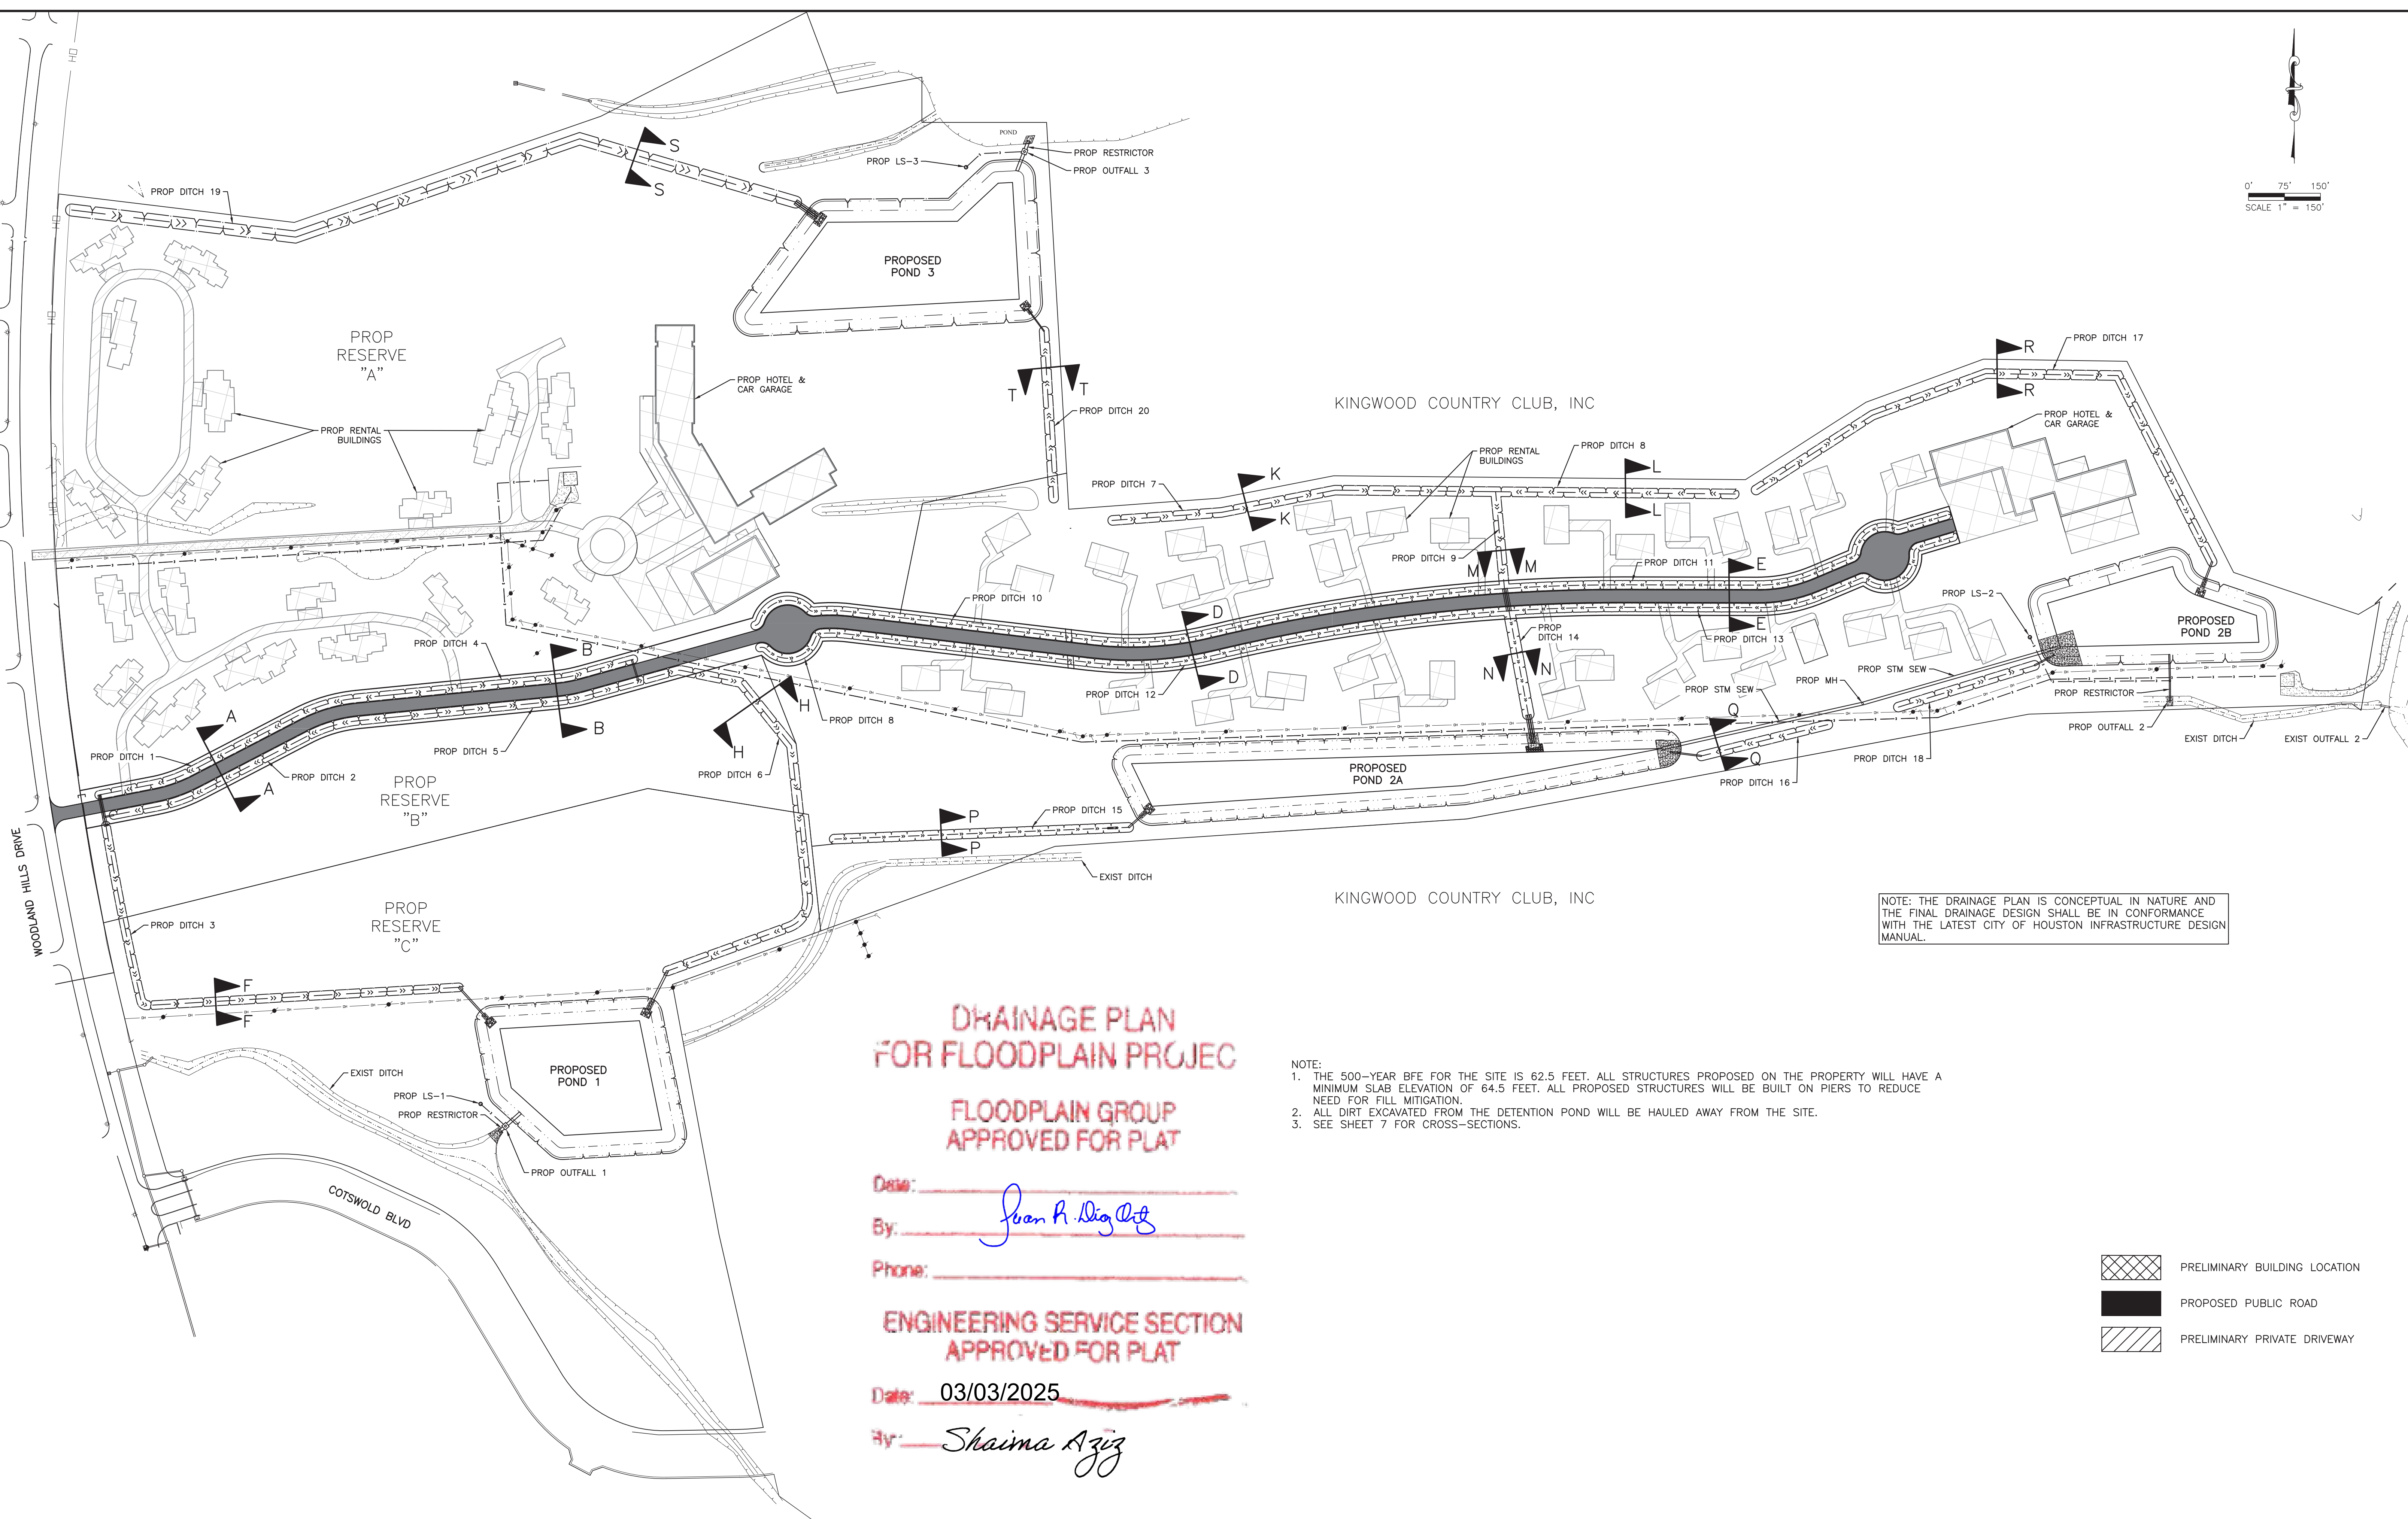 OH
POND
PROP LS-3
PROP RESTRICTOR
PROP OUTFALL 3
S
S
PROP DITCH 19
OH
OH
0' 75' 150'
SCALE 1" = 150'
PROPOSED
POND 3
PROP
RESERVE
"A"
PROP HOTEL &
CAR GARAGE
T
T
PROP DITCH 20
PROP RENTAL
BUILDINGS
KINGWOOD COUNTRY CLUB, INC
R
R
PROP DITCH 17
PROP HOTEL &
CAR GARAGE
PROP RENTAL
BUILDINGS
PROP DITCH 8
PROP DITCH 7
K
K
L
L
OH
PROP DITCH 9
M
M
PROP DITCH 11
E
E
PROP DITCH 10
PROP LS-2
PROPOSED
POND 2B
D
D
PROP
DITCH 14
PROP DITCH 13
N
N
PROP DITCH 4
B
B
PROP DITCH 12
PROP STM SEW
PROP MH
PROP STM SEW
PROP RESTRICTOR
PROP OUTFALL 2
EXIST DITCH
EXIST OUTFALL 2
H
H
PROP DITCH 8
A
A
PROP DITCH 1
PROP DITCH 5
PROP DITCH 2
PROP DITCH 6
Q
Q
PROPOSED
POND 2A
PROP DITCH 18
PROP DITCH 16
PROP
RESERVE
"B"
P
P
PROP DITCH 15
EXIST DITCH
WOODLAND HILLS DRIVE
KINGWOOD COUNTRY CLUB, INC
NOTE: THE DRAINAGE PLAN IS CONCEPTUAL IN NATURE AND
THE FINAL DRAINAGE DESIGN SHALL BE IN CONFORMANCE
WITH THE LATEST CITY OF HOUSTON INFRASTRUCTURE DESIGN
MANUAL.
PROP
RESERVE
"C"
PROP DITCH 3
F
F
DRAINAGE PLAN
FOR FLOODPLAIN PROJEC
EXIST DITCH
PROPOSED
POND 1
PROP LS-1
PROP RESTRICTOR
PROP OUTFALL 1
NOTE:
1. THE 500-YEAR BFE FOR THE SITE IS 62.5 FEET. ALL STRUCTURES PROPOSED ON THE PROPERTY WILL HAVE A
MINIMUM SLAB ELEVATION OF 64.5 FEET. ALL PROPOSED STRUCTURES WILL BE BUILT ON PIERS TO REDUCE
NEED FOR FILL MITIGATION.
2. ALL DIRT EXCAVATED FROM THE DETENTION POND WILL BE HAULED AWAY FROM THE SITE.
3. SEE SHEET 7 FOR CROSS-SECTIONS.
FLOODPLAIN GROUP
APPROVED FOR PLAT
COTSWOLD BLVD
Date:
By: Juan R.
Phone:
ENGINEERING SERVICE SECTION
APPROVED FOR PLAT
Date: 03/03/2025
By: Shaima Aziz
PRELIMINARY BUILDING LOCATION
PROPOSED PUBLIC ROAD
PRELIMINARY PRIVATE DRIVEWAY